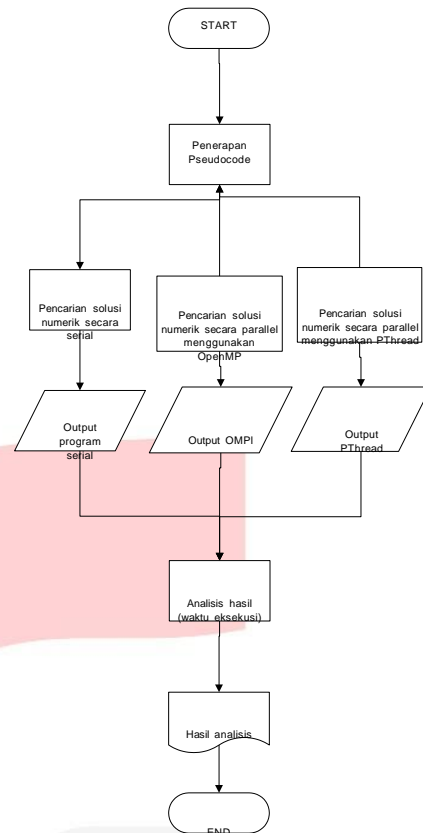 START
Penerapan
Pseudocode
Pencarian solusi
numerik secara
serial
Pencarian solusi
numerik secara parallel
menggunakan
OpenMP
Pencarian solusi
numerik secara parallel
menggunakan PThread
Output
program
serial
Output OMPI
Output
PThread
Analisis hasil
(waktu eksekusi)
Hasil analisis
END